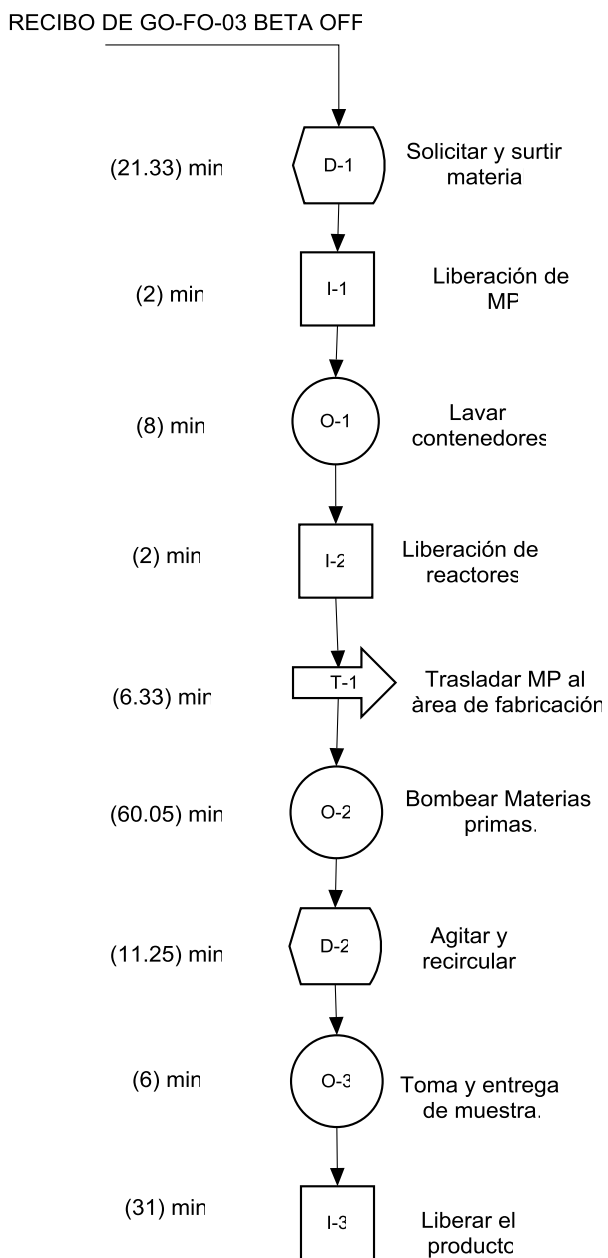 RECIBO DE GO-FO-03 BETA OFF
(21.33) min
D-1
Solicitar y surtir
materia
(2) min
I-1
Liberación de
MP
(8) min
O-1
Lavar
contenedores
(2) min
I-2
Liberación de
reactores
(6.33) min
T-1
Trasladar MP al
àrea de fabricación
(60.05) min
O-2
Bombear Materias
primas.
(11.25) min
D-2
Agitar y
recircular
(6) min
O-3
Toma y entrega
de muestra.
(31) min
I-3
Liberar el
producto